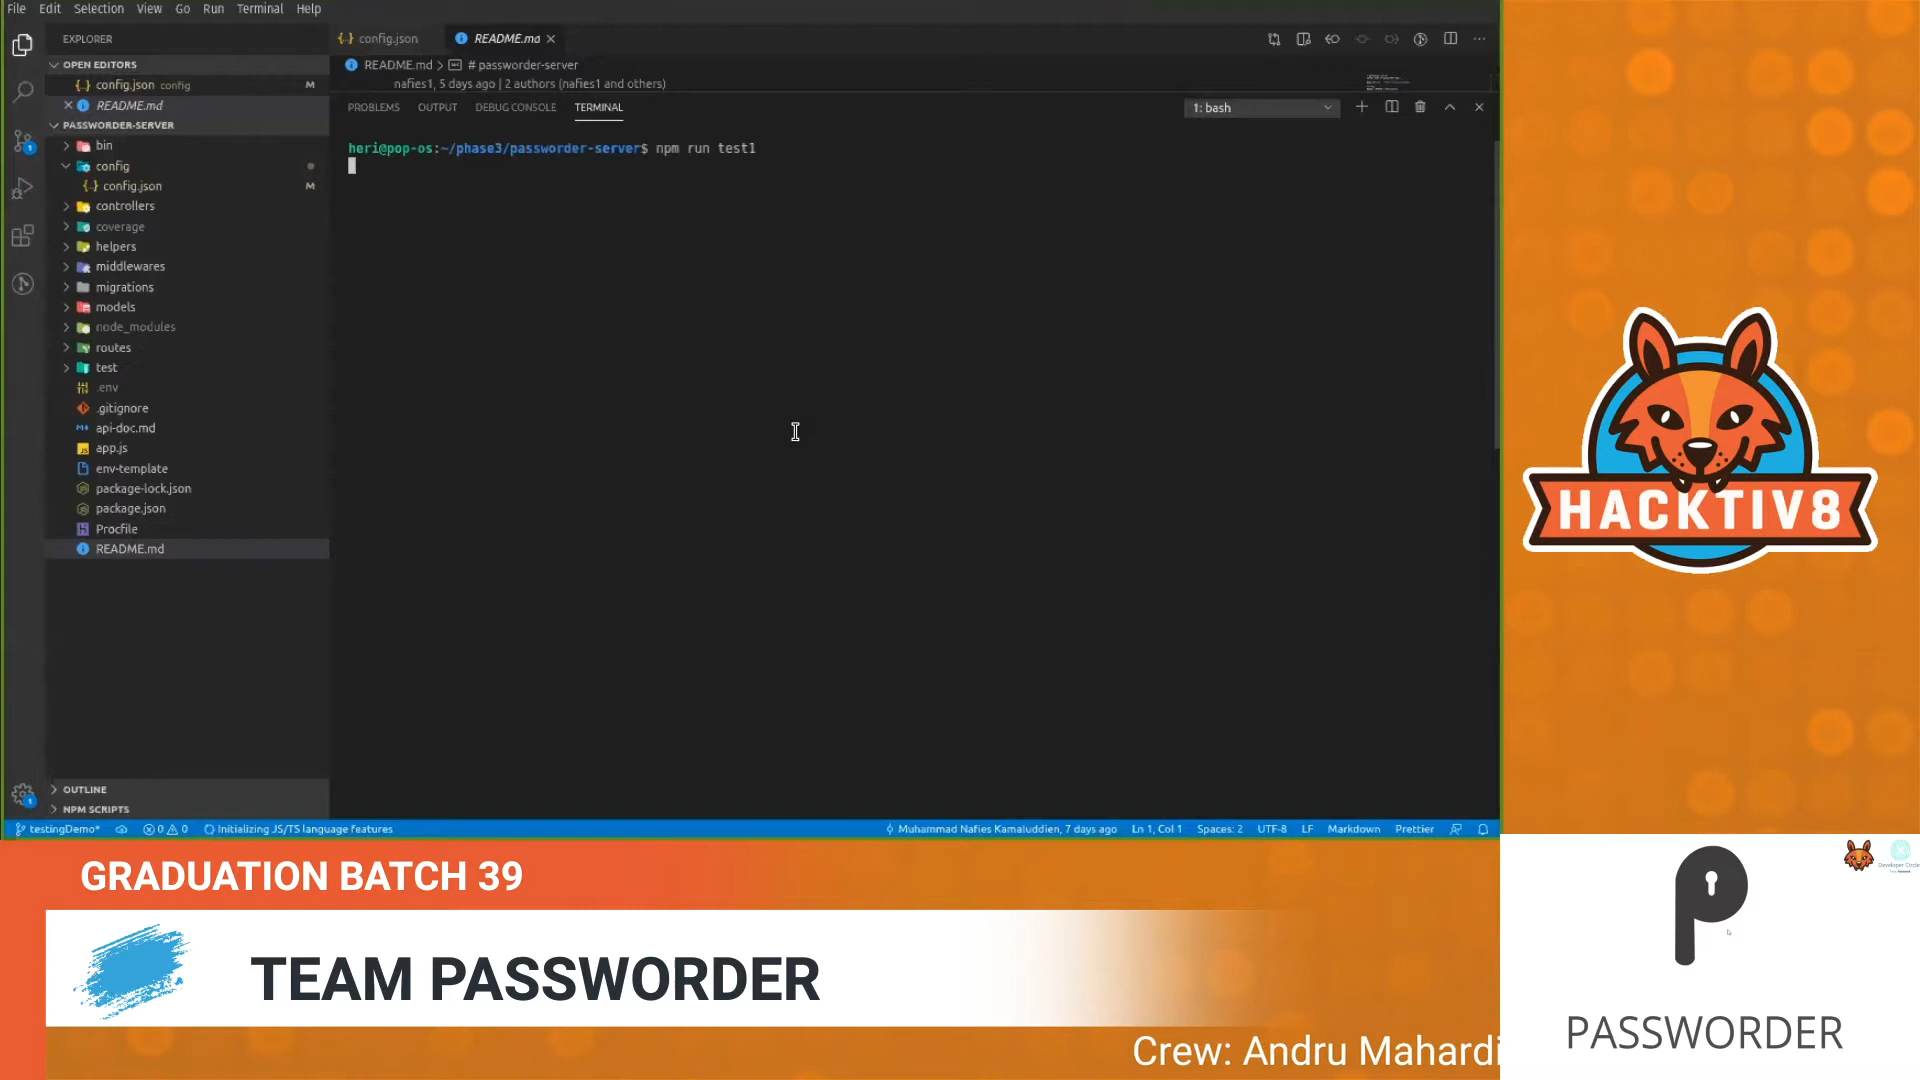 File Edit Selection View Go Run Terminal Help
EXPLORER
OPEN EDITORS
config.json config M
README.md
PASSWORDER-SERVER
bin
config
config.json M
controllers
coverage
helpers
middlewares
migrations
models
node_modules
routes
test
.env
.gitignore
api-doc.md
app.js
env-template
package-lock.json
package.json
Procfile
README.md
OUTLINE
NPM SCRIPTS
config.json README.md
README.md > # passworder-server
nafies1, 5 days ago | 2 authors (nafies1 and others)
PROBLEMS OUTPUT DEBUG CONSOLE TERMINAL
1: bash
heri@pop-os:~/phase3/passworder-server$ npm run test1
testingDemo* 0 0 Initializing JS/TS language features
Muhammad Nafies Kamaluddien, 7 days ago Ln 1, Col 1 Spaces: 2 UTF-8 LF Markdown Prettier
HACKTIV8
GRADUATION BATCH 39
TEAM PASSWORDER
Crew: Andru Mahardi
PASSWORDER